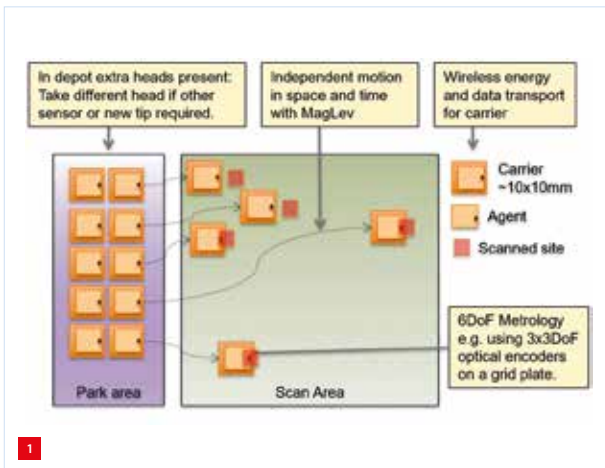 In depot extra heads present:
Take different head if other
sensor or new tip required.
Independent motion
in space and time
with MagLev
Wireless energy
and data transport
for carrier
Carrier
~10x10mm
Agent
Scanned site
6DoF Metrology
e.g. using 3x3DoF
optical encoders
on a grid plate.
Park area
Scan Area
1